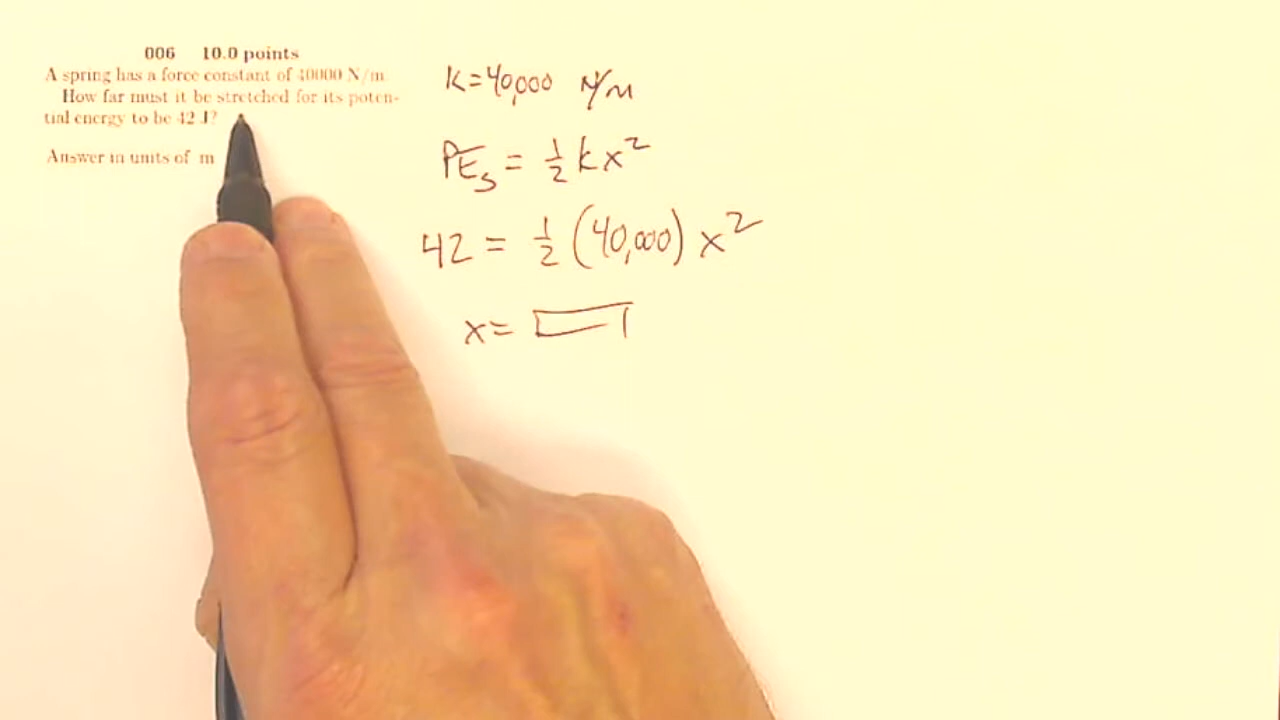 006 10.0 points
A spring has a force constant of 40000 N/m.
How far must it be stretched for its poten-
tial energy to be 42 J?
Answer in units of m
K=40,000 N/m
PEs = 1/2 kx²
42 = 1/2 (40,000) x²
x=